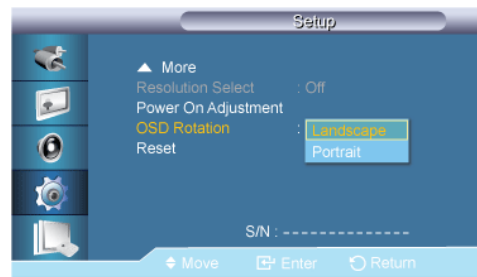 Setup
▲ More
Resolution Select : Off
Power On Adjustment
OSD Rotation : Landscape
Portrait
Reset
S/N : - - - - - - - - - - - - - -
Move Enter Return